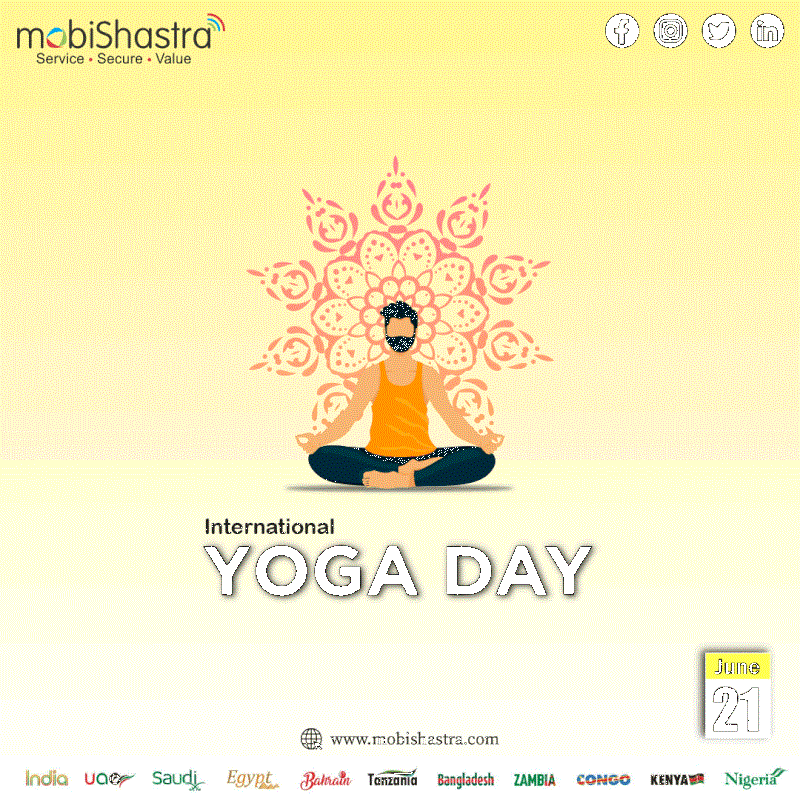 mobiShastra
Service • Secure • Value
International
YOGA DAY
June
21
www.mobishastra.com
India UAE Saudi Egypt Bahrain Tanzania Bangladesh ZAMBIA CONGO KENYA Nigeria